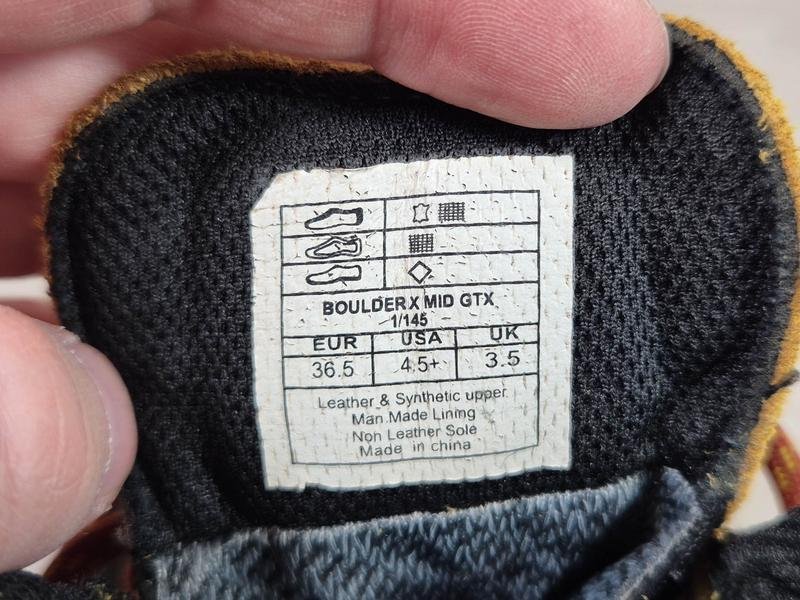 BOULDER X MID GTX
1/145
EUR USA UK
36.5 4.5+ 3.5
Leather & Synthetic upper
Man Made Lining
Non Leather Sole
Made in china